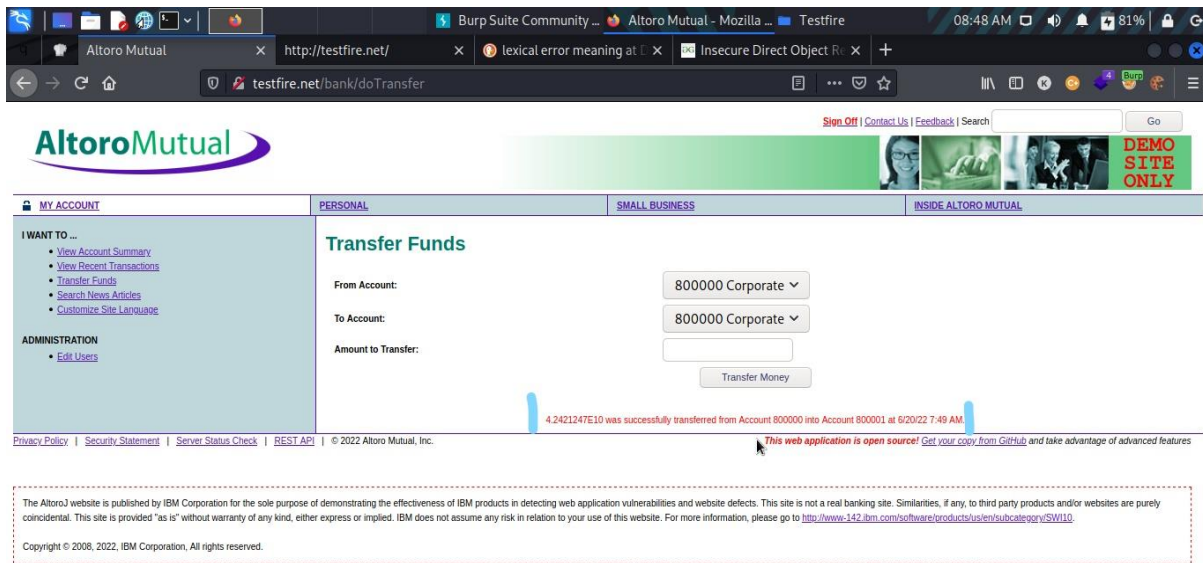 Burp Suite Community ...
Altoro Mutual - Mozilla ...
Testfire
08:48 AM
81%
Altoro Mutual
http://testfire.net/
lexical error meaning at D
Insecure Direct Object Re
testfire.net/bank/doTransfer
4
Burp
Sign Off | Contact Us | Feedback | Search
Go
AltoroMutual
DEMO
SITE
ONLY
MY ACCOUNT
PERSONAL
SMALL BUSINESS
INSIDE ALTORO MUTUAL
I WANT TO ...
View Account Summary
View Recent Transactions
Transfer Funds
Search News Articles
Customize Site Language
ADMINISTRATION
Edit Users
Transfer Funds
From Account:
800000 Corporate
To Account:
800000 Corporate
Amount to Transfer:
Transfer Money
4.2421247E10 was successfully transferred from Account 800000 into Account 800001 at 6/20/22 7:49 AM.
Privacy Policy | Security Statement | Server Status Check | REST API | © 2022 Altoro Mutual, Inc.
This web application is open source! Get your copy from GitHub and take advantage of advanced features
The AltoroJ website is published by IBM Corporation for the sole purpose of demonstrating the effectiveness of IBM products in detecting web application vulnerabilities and website defects. This site is not a real banking site. Similarities, if any, to third party products and/or websites are purely
coincidental. This site is provided "as is" without warranty of any kind, either express or implied. IBM does not assume any risk in relation to your use of this website. For more information, please go to http://www-142.ibm.com/software/products/us/en/subcategory/SWI10.
Copyright © 2008, 2022, IBM Corporation, All rights reserved.